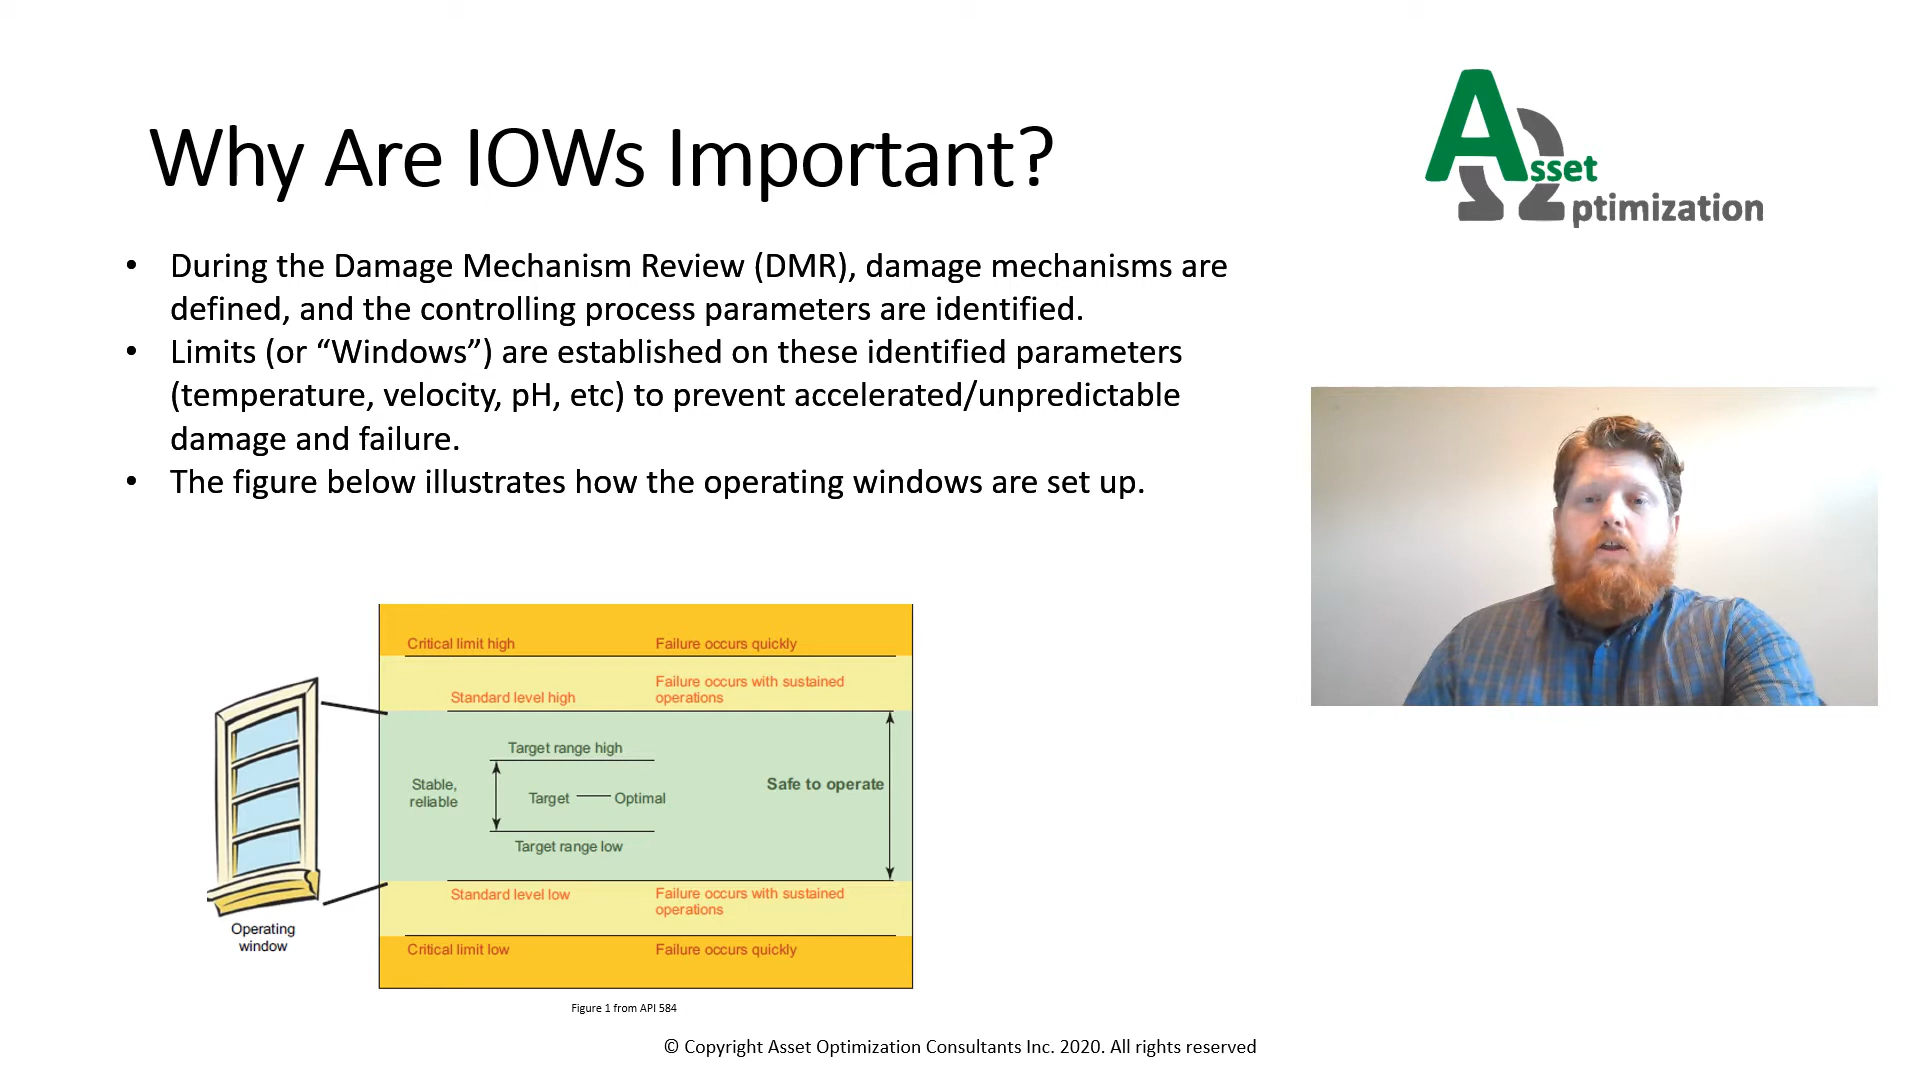 Why Are IOWs Important?
Asset
Optimization
• During the Damage Mechanism Review (DMR), damage mechanisms are
defined, and the controlling process parameters are identified.
• Limits (or “Windows”) are established on these identified parameters
(temperature, velocity, pH, etc) to prevent accelerated/unpredictable
damage and failure.
• The figure below illustrates how the operating windows are set up.
Critical limit high Failure occurs quickly
Standard level high Failure occurs with sustained
operations
Target range high
Stable,
reliable
Target Optimal
Safe to operate
Target range low
Standard level low Failure occurs with sustained
operations
Critical limit low Failure occurs quickly
Operating
window
Figure 1 from API 584
© Copyright Asset Optimization Consultants Inc. 2020. All rights reserved